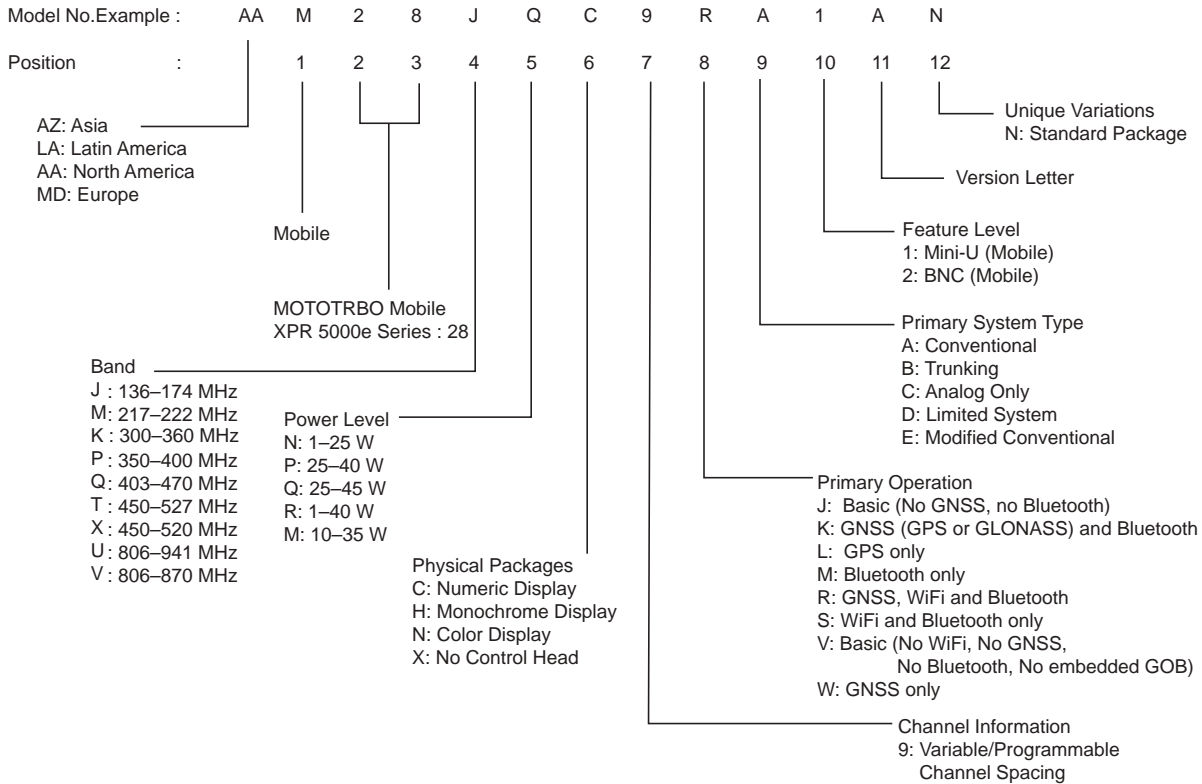 Model No.Example : AA M 2 8 J Q C 9 R A 1 A N
Position : 1 2 3 4 5 6 7 8 9 10 11 12
AZ: Asia
LA: Latin America
AA: North America
MD: Europe
Mobile
MOTOTRBO Mobile
XPR 5000e Series : 28
Band
J : 136–174 MHz
M: 217–222 MHz
K : 300–360 MHz
P : 350–400 MHz
Q : 403–470 MHz
T : 450–527 MHz
X : 450–520 MHz
U : 806–941 MHz
V : 806–870 MHz
Power Level
N: 1–25 W
P: 25–40 W
Q: 25–45 W
R: 1–40 W
M: 10–35 W
Physical Packages
C: Numeric Display
H: Monochrome Display
N: Color Display
X: No Control Head
Unique Variations
N: Standard Package
Version Letter
Feature Level
1: Mini-U (Mobile)
2: BNC (Mobile)
Primary System Type
A: Conventional
B: Trunking
C: Analog Only
D: Limited System
E: Modified Conventional
Primary Operation
J: Basic (No GNSS, no Bluetooth)
K: GNSS (GPS or GLONASS) and Bluetooth
L: GPS only
M: Bluetooth only
R: GNSS, WiFi and Bluetooth
S: WiFi and Bluetooth only
V: Basic (No WiFi, No GNSS,
No Bluetooth, No embedded GOB)
W: GNSS only
Channel Information
9: Variable/Programmable
Channel Spacing